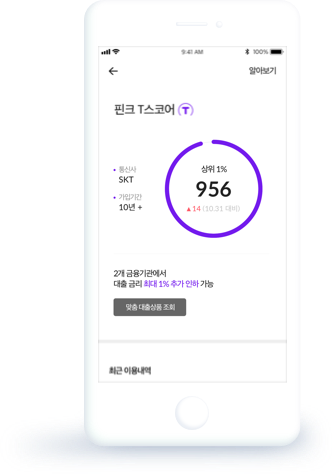 9:41 AM 100%
← 알아보기
핀크 T스코어 T
• 통신사
SKT
• 가입기간
10년 +
상위 1%
956
▲14 (10.31 대비)
2개 금융기관에서
대출 금리 최대 1% 추가 인하 가능
맞춤 대출상품 조회
최근 이용내역